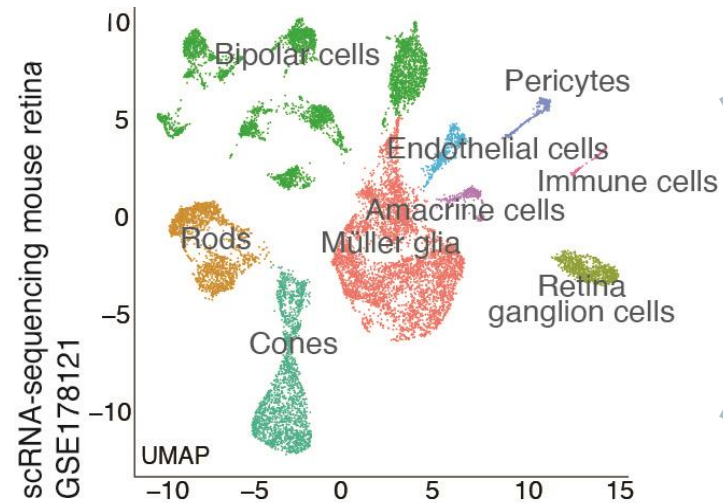 scRNA-sequencing mouse retina
GSE178121
10
5
0
−5
−10
Bipolar cells
Pericytes
Endothelial cells
Immune cells
Amacrine cells
Rods
Müller glia
Retina
ganglion cells
Cones
UMAP
−10 −5 0 5 10 15